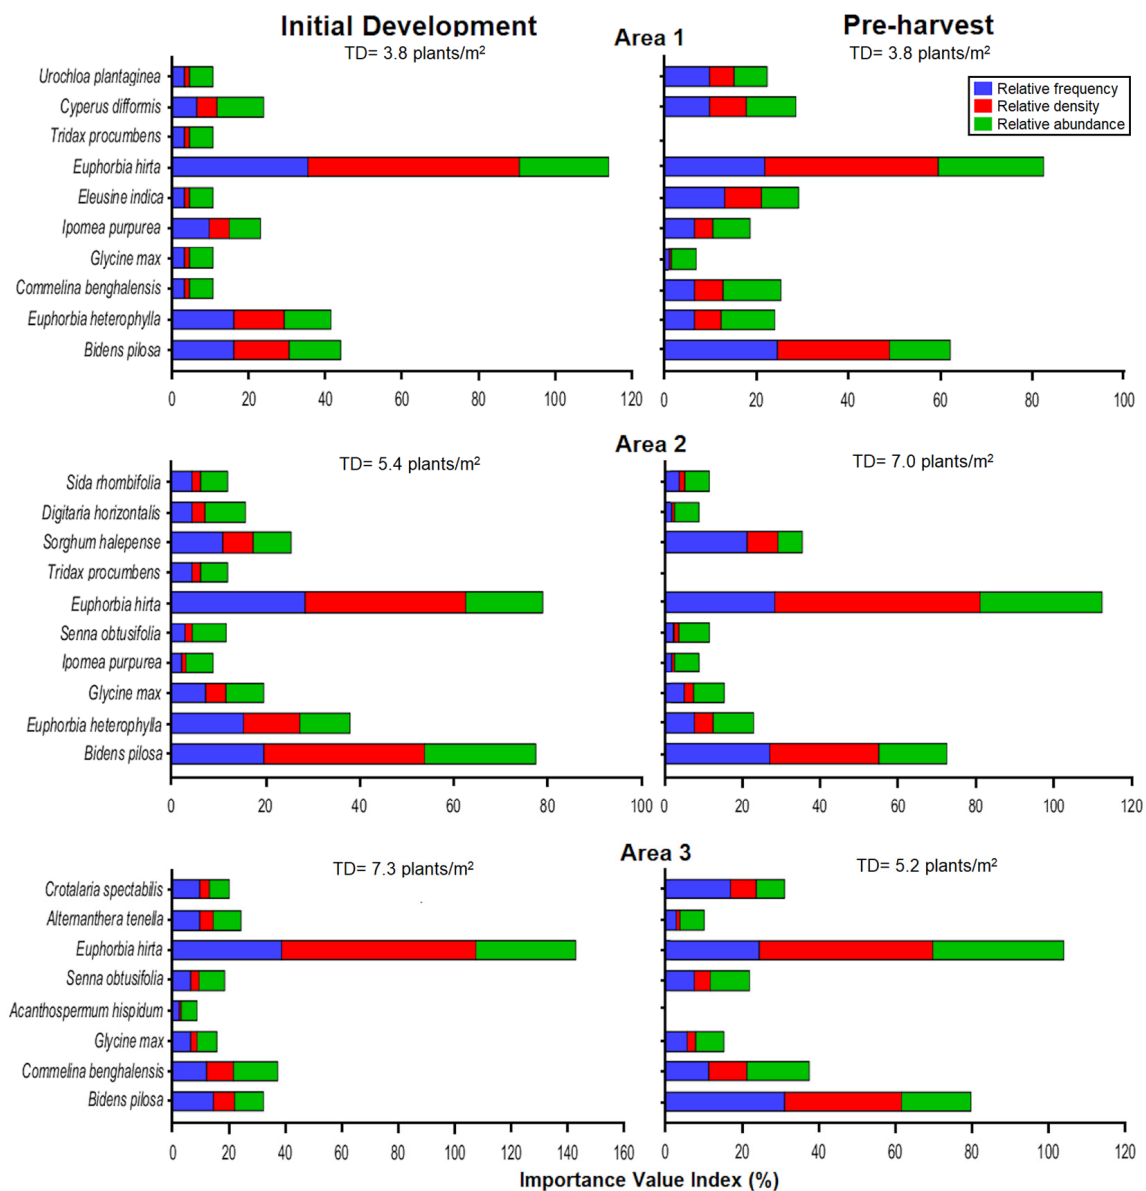 Initial Development
Pre-harvest
Area 1
TD= 3.8 plants/m²
TD= 3.8 plants/m²
Relative frequency
Relative density
Relative abundance
Urochloa plantaginea
Cyperus difformis
Tridax procumbens
Euphorbia hirta
Eleusine indica
Ipomea purpurea
Glycine max
Commelina benghalensis
Euphorbia heterophylla
Bidens pilosa
0 20 40 60 80 100 120
0 20 40 60 80 100
Area 2
TD= 5.4 plants/m²
TD= 7.0 plants/m²
Sida rhombifolia
Digitaria horizontalis
Sorghum halepense
Tridax procumbens
Euphorbia hirta
Senna obtusifolia
Ipomea purpurea
Glycine max
Euphorbia heterophylla
Bidens pilosa
0 20 40 60 80 100
0 20 40 60 80 100 120
Area 3
TD= 7.3 plants/m²
TD= 5.2 plants/m²
Crotalaria spectabilis
Alternanthera tenella
Euphorbia hirta
Senna obtusifolia
Acanthospermum hispidum
Glycine max
Commelina benghalensis
Bidens pilosa
0 20 40 60 80 100 120 140 160
0 20 40 60 80 100 120
Importance Value Index (%)